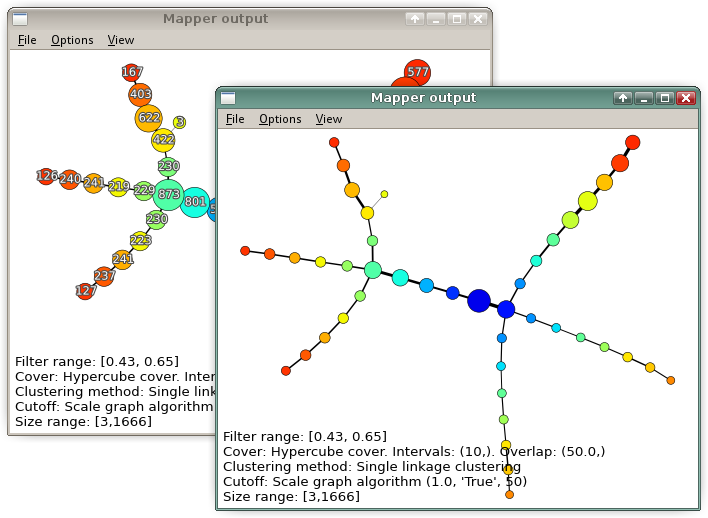 Mapper output
File Options View
167
577
403
622
3
422
230
126
240
241
219
229
873
801
5
230
223
241
237
127
Filter range: [0.43, 0.65]
Cover: Hypercube cover. Inter
Clustering method: Single link
Cutoff: Scale graph algorithm
Size range: [3,1666]
Mapper output
File Options View
Filter range: [0.43, 0.65]
Cover: Hypercube cover. Intervals: (10,). Overlap: (50.0,)
Clustering method: Single linkage clustering
Cutoff: Scale graph algorithm (1.0, 'True', 50)
Size range: [3,1666]